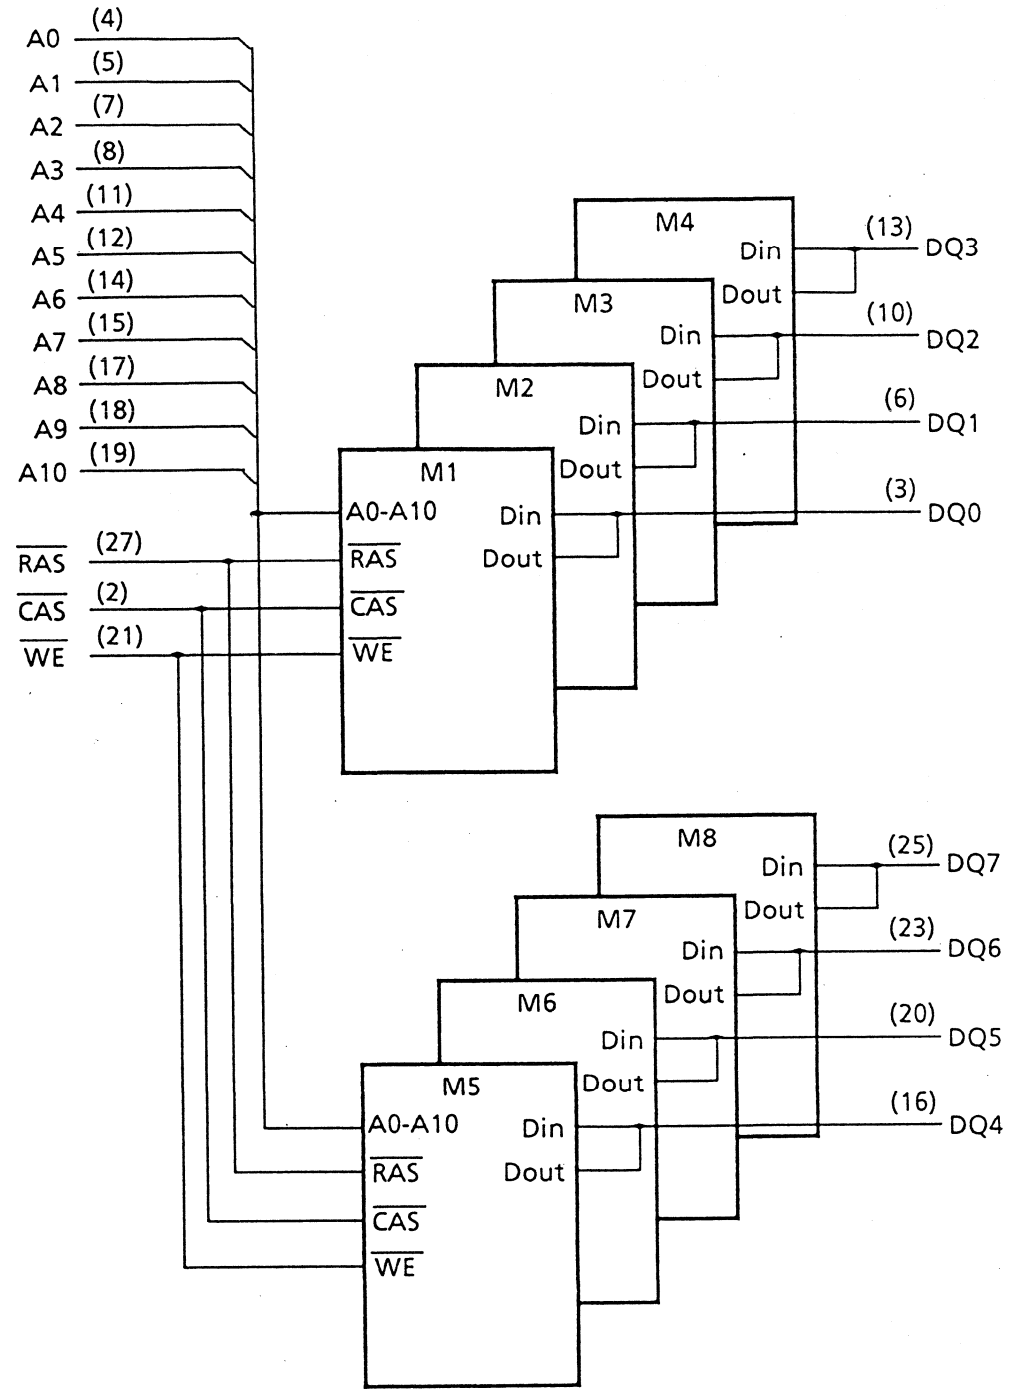 A0 (4)
A1 (5)
A2 (7)
A3 (8)
A4 (11)
A5 (12)
A6 (14)
A7 (15)
A8 (17)
A9 (18)
A10 (19)
RAS (27)
CAS (2)
WE (21)
M4
Din (13) DQ3
Dout
M3
Din (10) DQ2
Dout
M2
Din (6) DQ1
Dout
M1
A0-A10 Din (3) DQ0
RAS Dout
CAS
WE
M8
Din (25) DQ7
Dout
M7
Din (23) DQ6
Dout
M6
Din (20) DQ5
Dout
M5
A0-A10 Din (16) DQ4
RAS Dout
CAS
WE